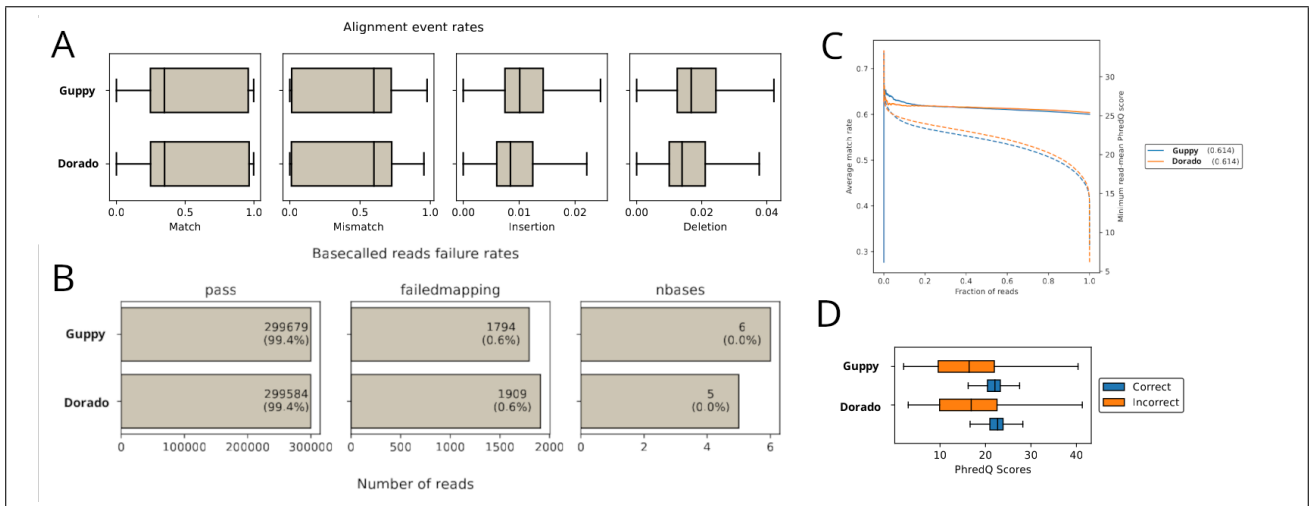 A
Alignment event rates
Guppy
Dorado
0.0 0.5 1.0
Match
0.0 0.5 1.0
Mismatch
0.00 0.01 0.02
Insertion
0.00 0.02 0.04
Deletion
B
Basecalled reads failure rates
pass
failedmapping
nbases
Guppy
Dorado
299679
(99.4%)
299584
(99.4%)
1794
(0.6%)
1909
(0.6%)
6
(0.0%)
5
(0.0%)
0 100000 200000 300000
0 500 1000 1500 2000
0 2 4 6
Number of reads
C
Average match rate
0.7
0.6
0.5
0.4
0.3
0.0 0.2 0.4 0.6 0.8 1.0
Fraction of reads
30
25
20
15
10
5
Minimum read-mean PhredQ score
Guppy (0.614)
Dorado (0.614)
D
Guppy
Dorado
10 20 30 40
PhredQ Scores
Correct
Incorrect